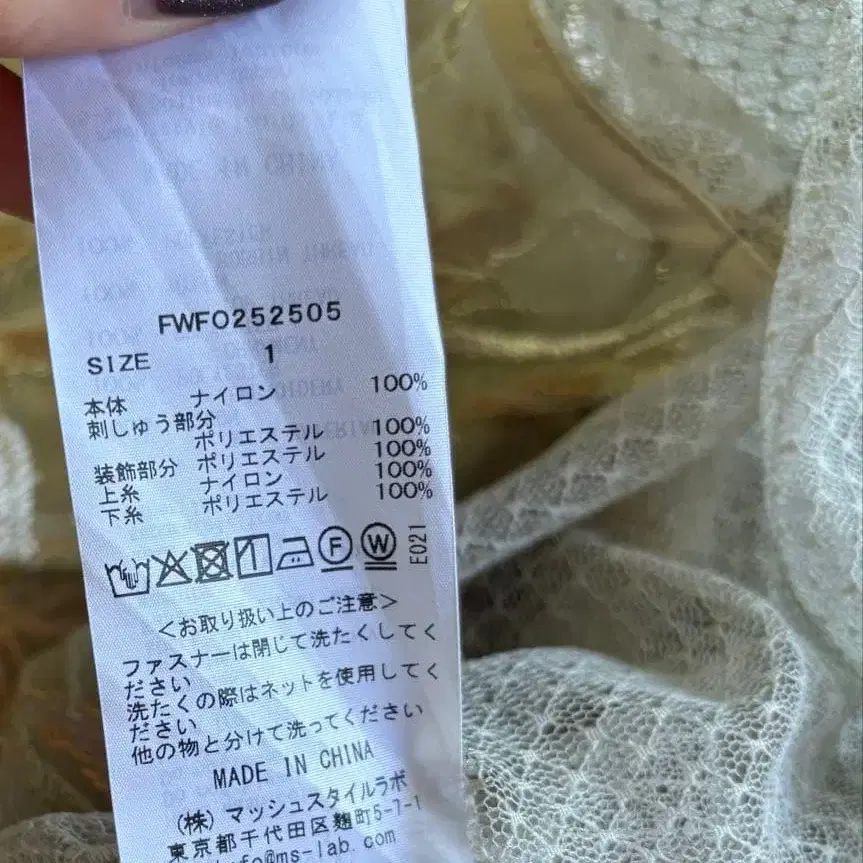 FWFO252505
SIZE 1
本体 ナイロン 100%
刺しゅう部分
ポリエステル 100%
装飾部分 ポリエステル 100%
上糸 ナイロン 100%
下糸 ポリエステル 100%
F W E021
<お取り扱い上のご注意>
ファスナーは閉じて洗たくしてく
ださい
洗たくの際はネットを使用してく
ださい
他の物と分けて洗ってください
MADE IN CHINA
(株) マッシュスタイルラボ
東京都千代田区麹町5-7-1
@ms-lab.com